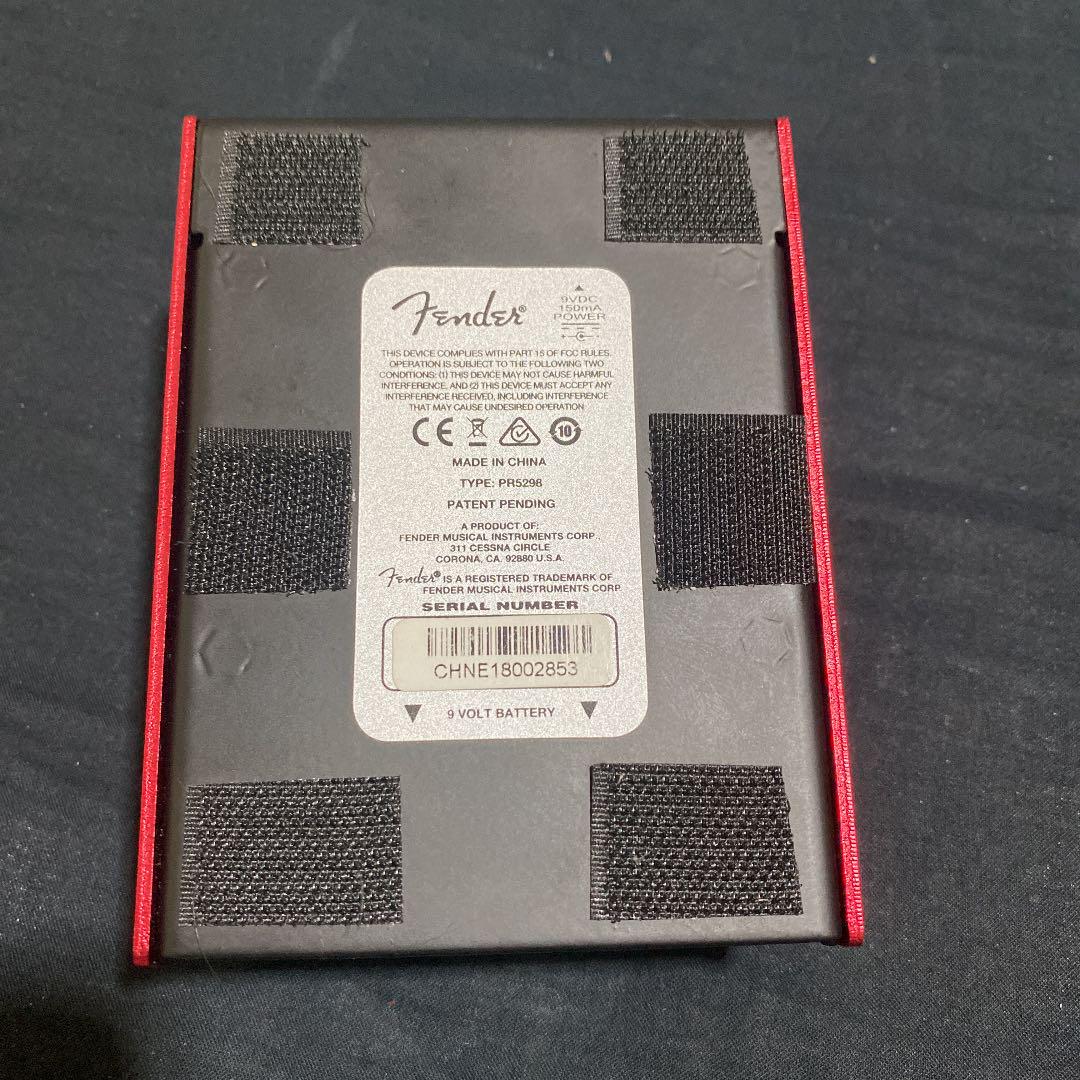 Fender®
9VDC
150mA
POWER
THIS DEVICE COMPLIES WITH PART 15 OF FCC RULES.
OPERATION IS SUBJECT TO THE FOLLOWING TWO
CONDITIONS: (1) THIS DEVICE MAY NOT CAUSE HARMFUL
INTERFERENCE, AND (2) THIS DEVICE MUST ACCEPT ANY
INTERFERENCE RECEIVED, INCLUDING INTERFERENCE
THAT MAY CAUSE UNDESIRED OPERATION
CE 10
MADE IN CHINA
TYPE: PR5298
PATENT PENDING
A PRODUCT OF:
FENDER MUSICAL INSTRUMENTS CORP.
311 CESSNA CIRCLE
CORONA, CA. 92880 U.S.A.
Fender® IS A REGISTERED TRADEMARK OF
FENDER MUSICAL INSTRUMENTS CORP
SERIAL NUMBER
CHNE18002853
9 VOLT BATTERY